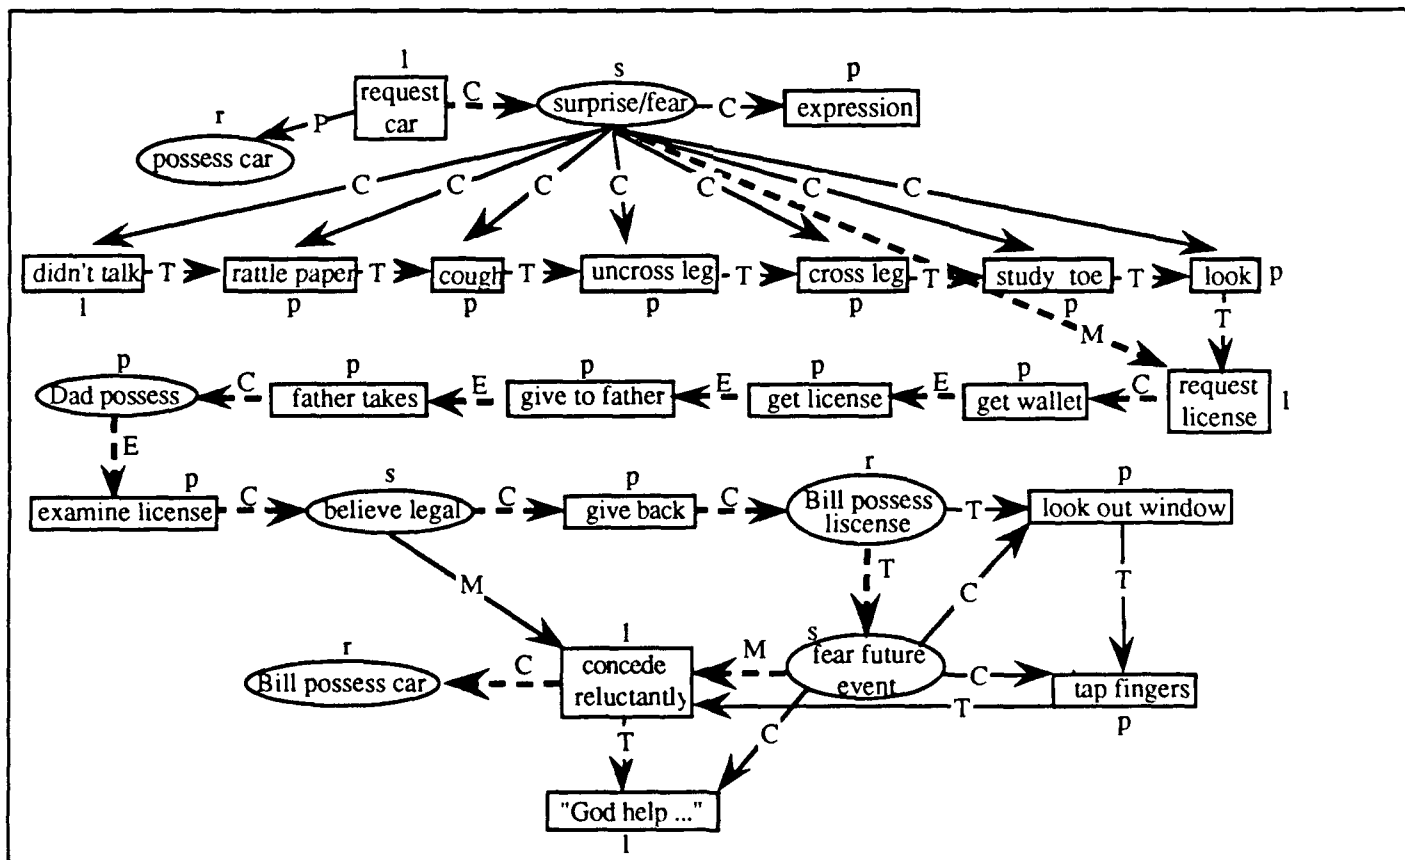 l
s
p
request
car
C
surprise/fear
C
expression
r
P
possess car
C
C
C
C
C
C
C
didn't talk
T
rattle paper
T
cough
T
uncross leg
T
cross leg
T
study toe
T
look
p
l
p
p
p
p
p
M
T
p
p
p
p
p
Dad possess
C
father takes
E
give to father
E
get license
E
get wallet
C
request
license
l
E
p
s
p
r
p
examine license
C
believe legal
C
give back
C
Bill possess
liscense
T
look out window
M
T
C
T
r
l
s
Bill possess car
C
concede
reluctantly
M
fear future
event
C
tap fingers
T
p
T
C
"God help ..."
l